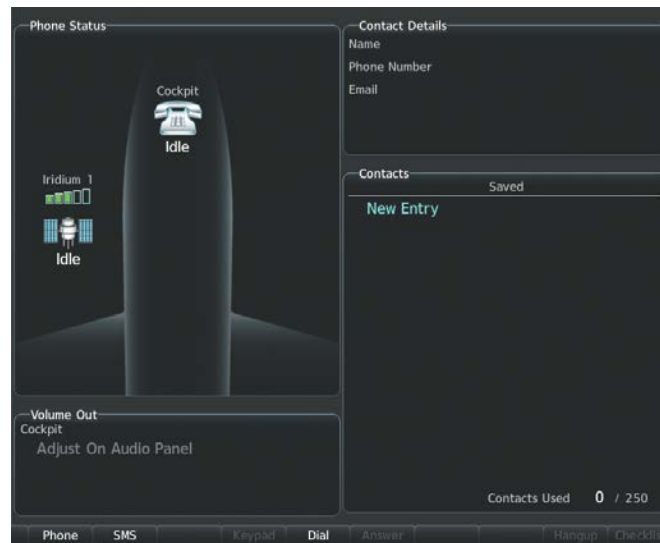 Phone Status
Cockpit
Idle
Iridium 1
Idle
Volume Out
Cockpit
Adjust On Audio Panel
Contact Details
Name
Phone Number
Email
Contacts
Saved
New Entry
Contacts Used 0 / 250
Phone SMS Keypad Dial Answer Hangup Checkli